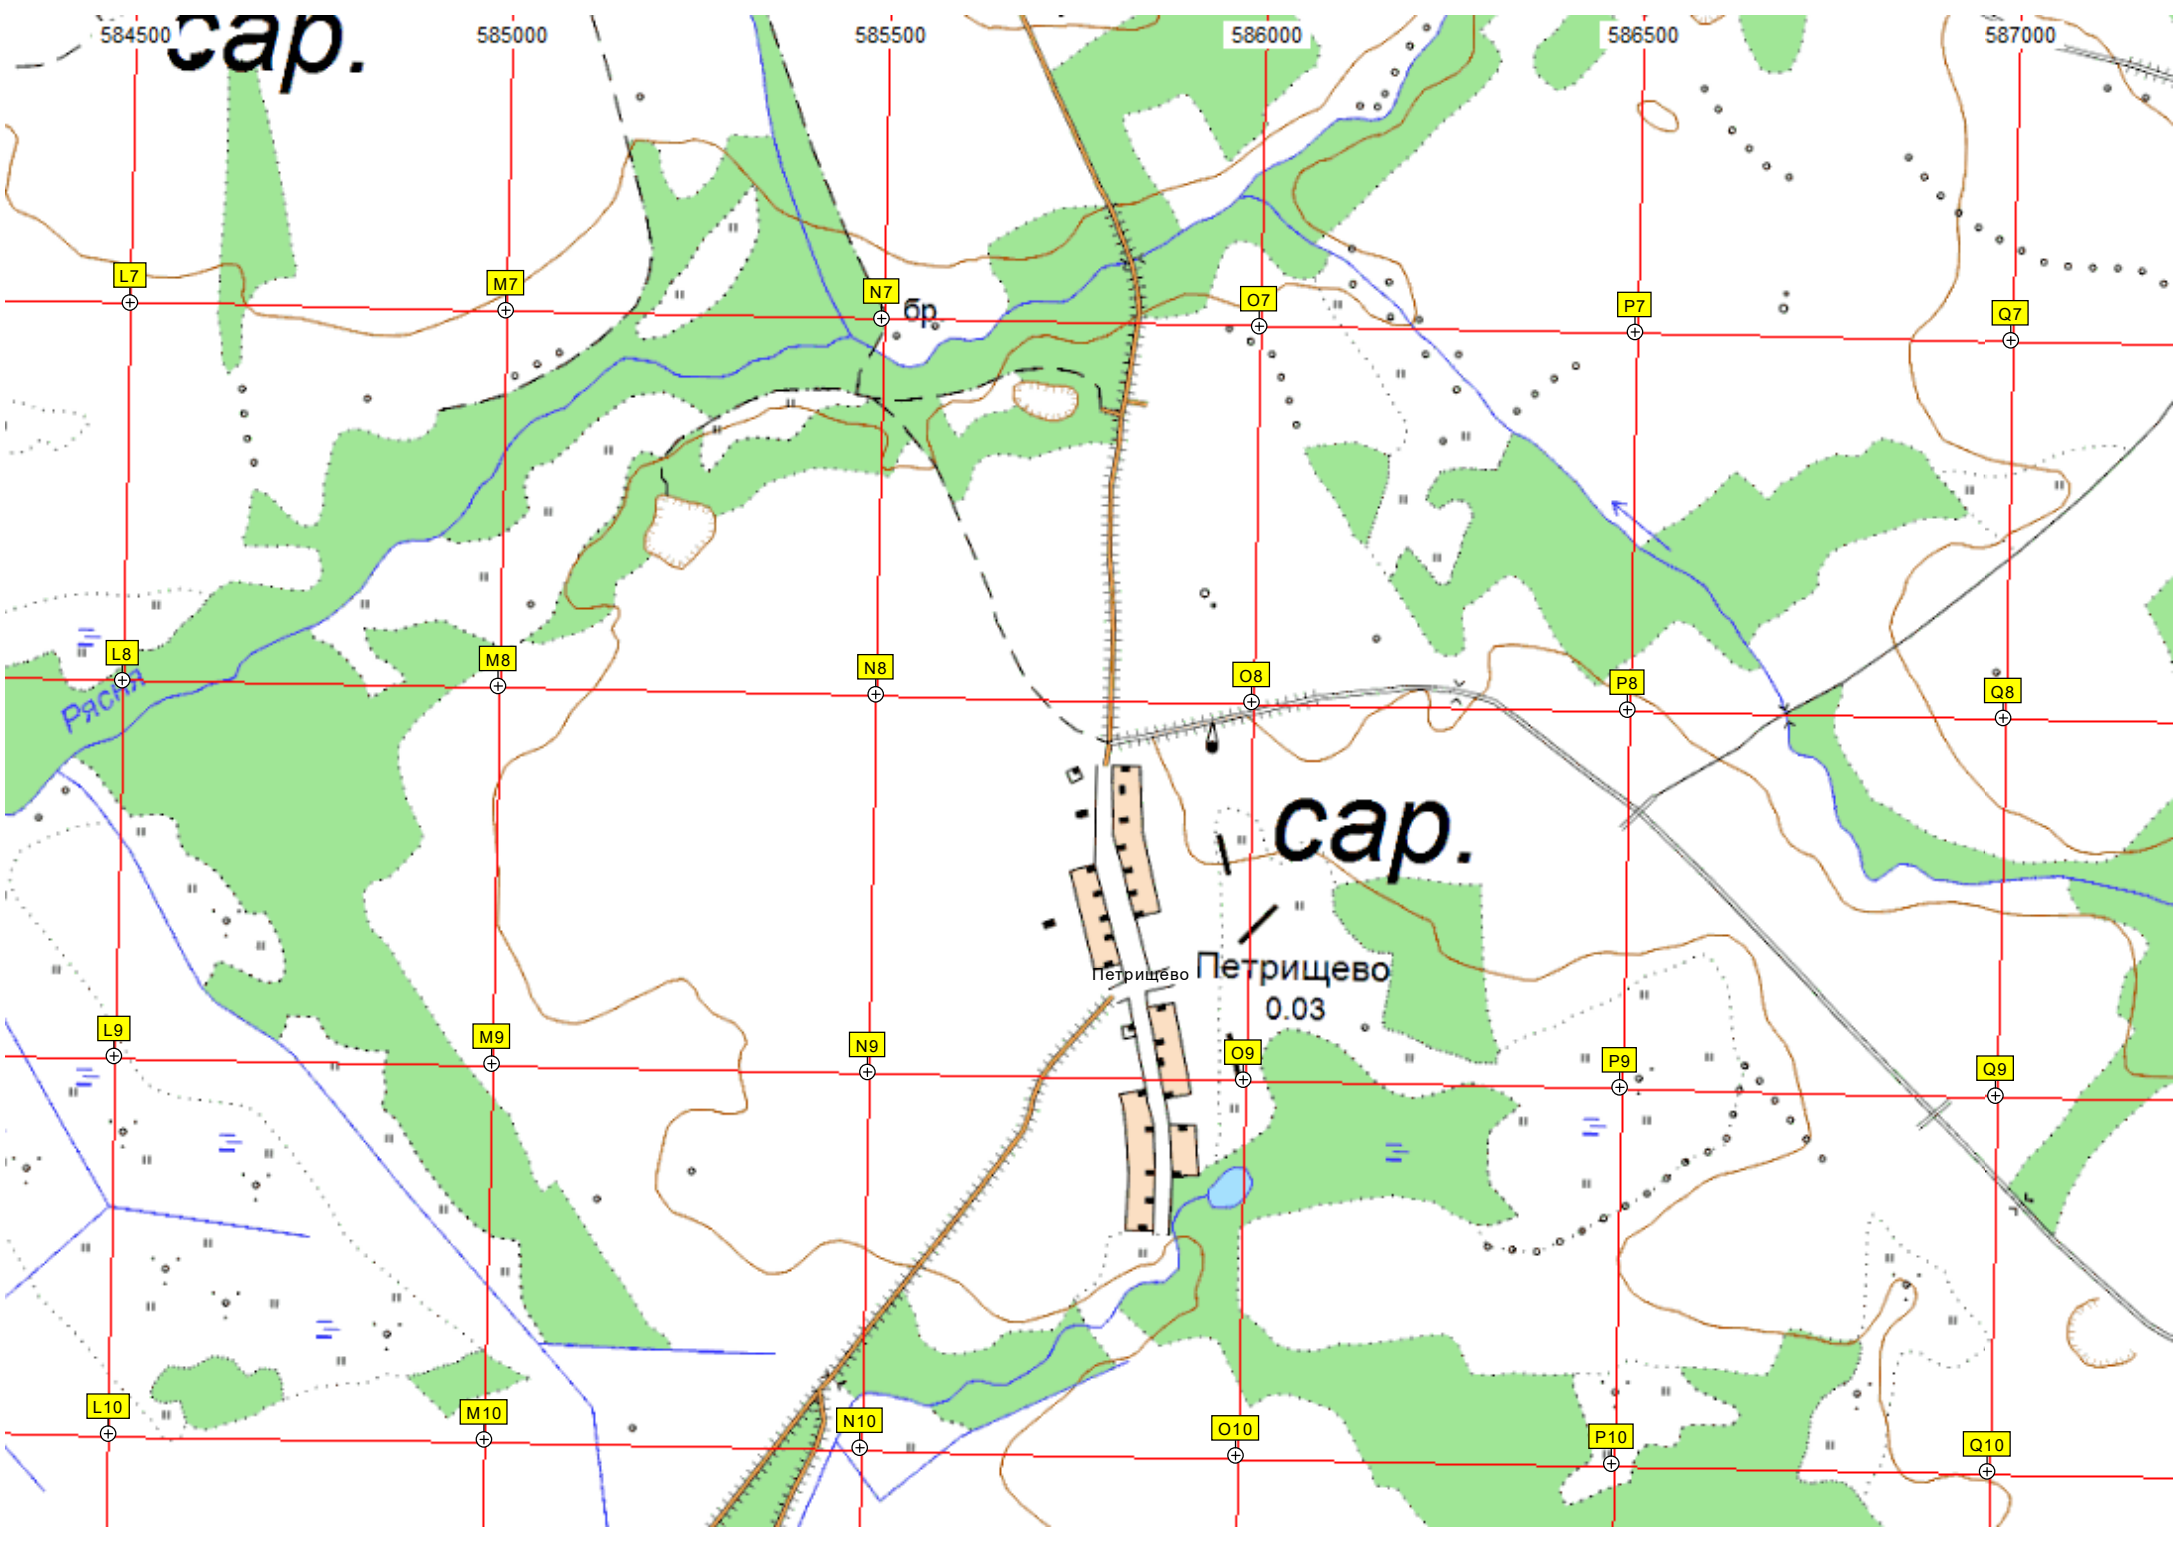 584500 585000 585500 586000 586500 587000
сар.
L7 M7 N7 O7 P7 Q7
бр
L8 M8 N8 O8 P8 Q8
Рясня
сар.
Петрищево Петрищево
0.03
L9 M9 N9 O9 P9 Q9
L10 M10 N10 O10 P10 Q10